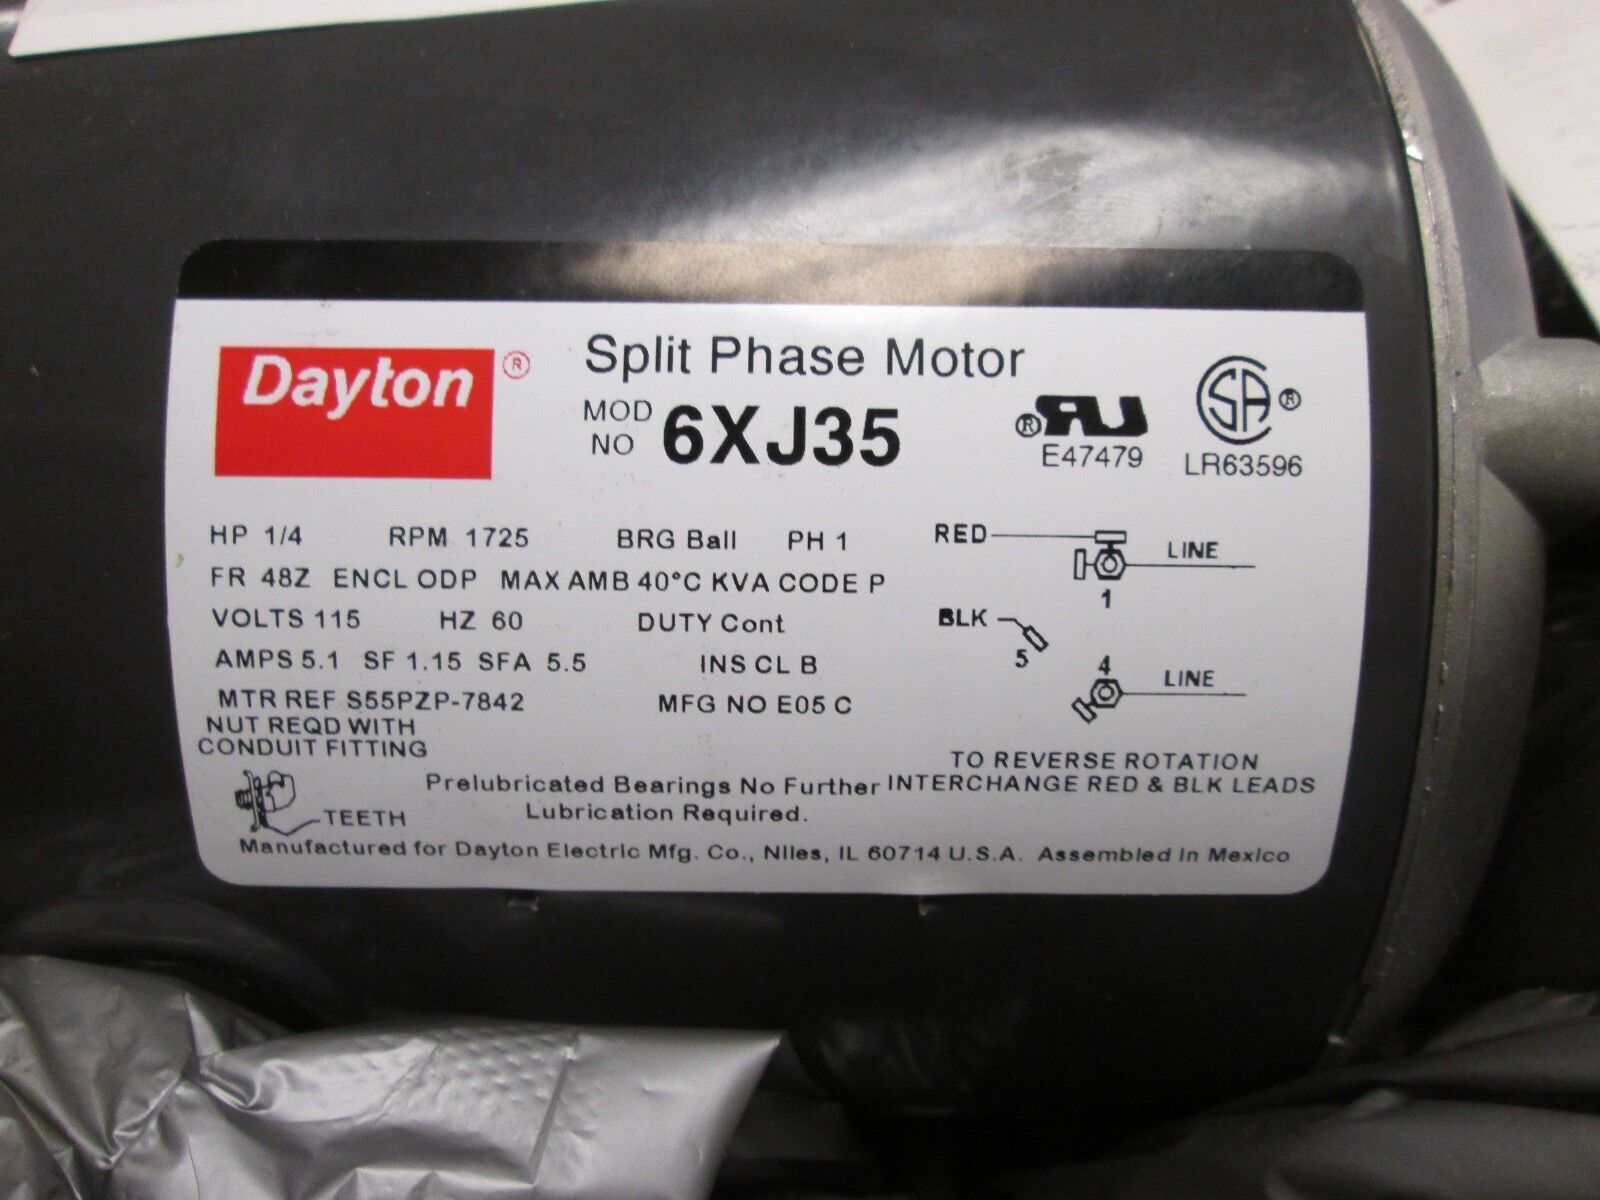 Dayton ®
Split Phase Motor
MOD NO 6XJ35
® RU
E47479
SA ®
LR63596
HP 1/4 RPM 1725 BRG Ball PH 1
FR 48Z ENCL ODP MAX AMB 40°C KVA CODE P
VOLTS 115 HZ 60 DUTY Cont
AMPS 5.1 SF 1.15 SFA 5.5 INS CL B
MTR REF S55PZP-7842 MFG NO E05 C
NUT REQD WITH
CONDUIT FITTING
TEETH
Prelubricated Bearings No Further
Lubrication Required.
RED LINE
1
BLK
5
4
LINE
TO REVERSE ROTATION
INTERCHANGE RED & BLK LEADS
Manufactured for Dayton Electric Mfg. Co., Niles, IL 60714 U.S.A. Assembled in Mexico